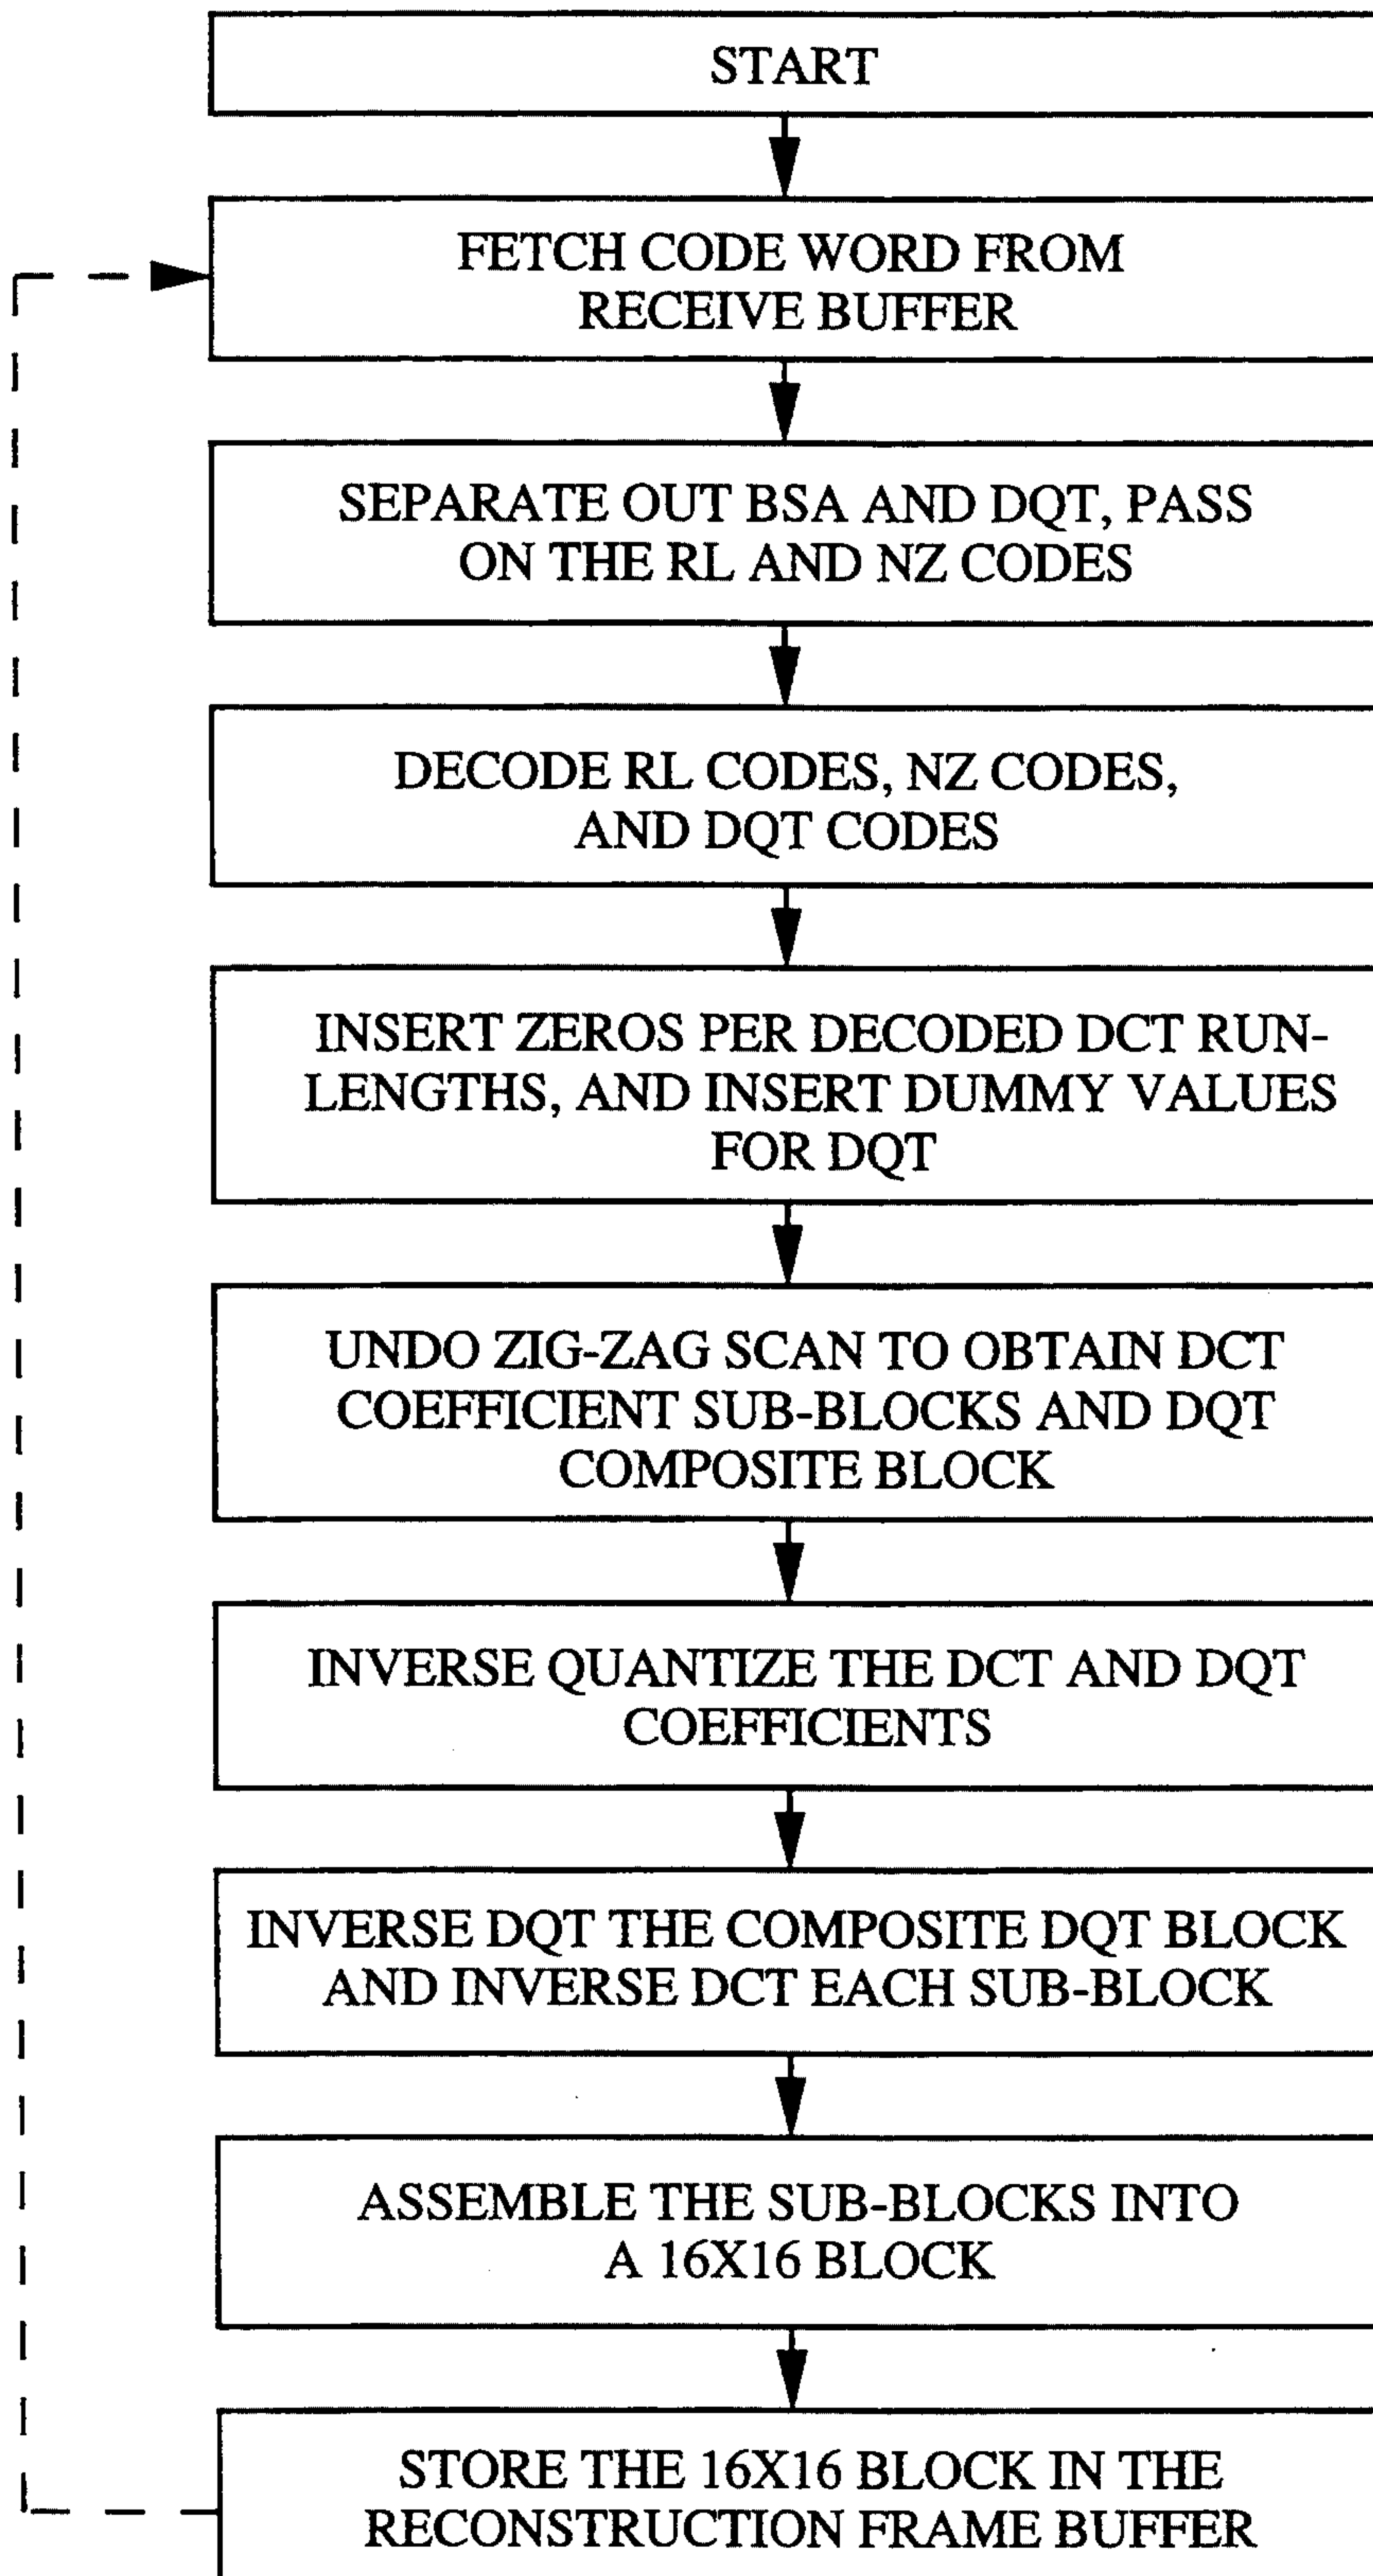 START
FETCH CODE WORD FROM
RECEIVE BUFFER
SEPARATE OUT BSA AND DQT, PASS
ON THE RL AND NZ CODES
DECODE RL CODES, NZ CODES,
AND DQT CODES
INSERT ZEROS PER DECODED DCT RUN-
LENGTHS, AND INSERT DUMMY VALUES
FOR DQT
UNDO ZIG-ZAG SCAN TO OBTAIN DCT
COEFFICIENT SUB-BLOCKS AND DQT
COMPOSITE BLOCK
INVERSE QUANTIZE THE DCT AND DQT
COEFFICIENTS
INVERSE DQT THE COMPOSITE DQT BLOCK
AND INVERSE DCT EACH SUB-BLOCK
ASSEMBLE THE SUB-BLOCKS INTO
A 16X16 BLOCK
STORE THE 16X16 BLOCK IN THE
RECONSTRUCTION FRAME BUFFER